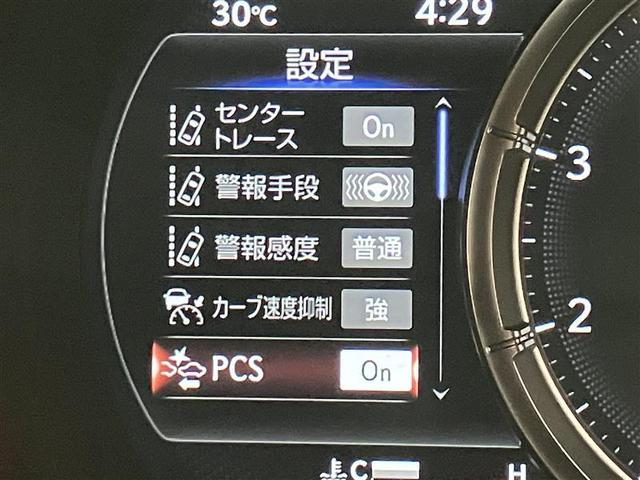 30℃
4:29
設定
センター
トレース
On
警報手段
警報感度
普通
カーブ速度抑制
強
PCS
On
3
2
C
H